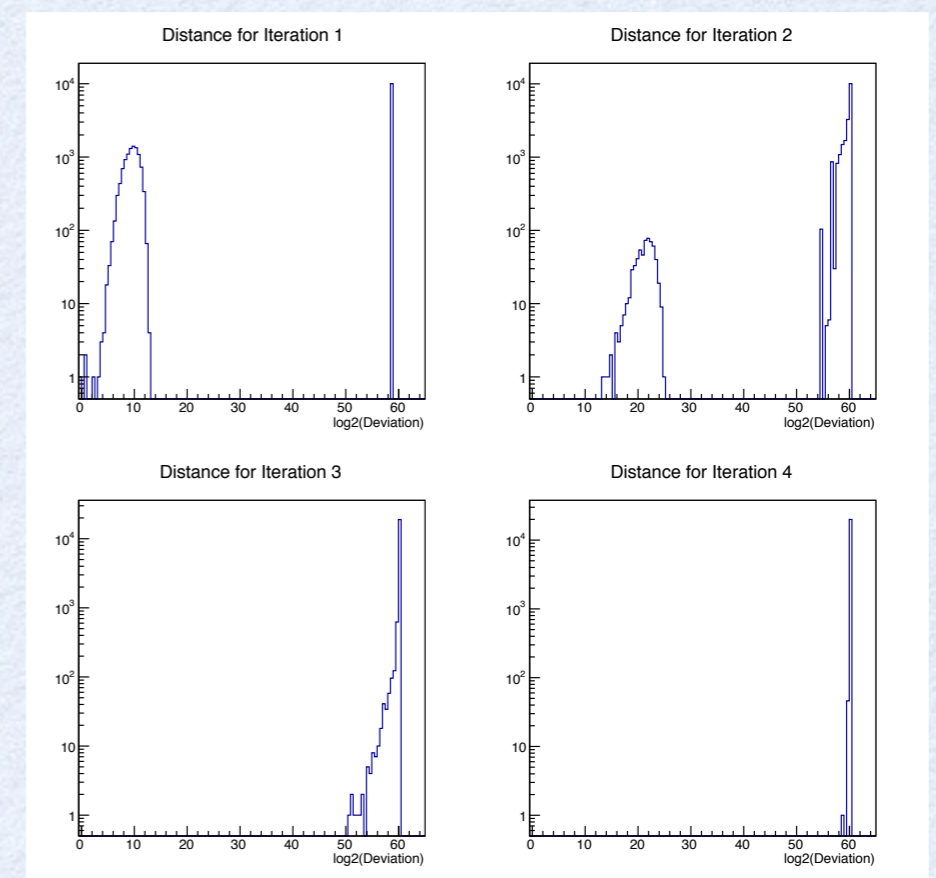 Distance for Iteration 1
10⁴
10³
10²
10
1
0 10 20 30 40 50 60
log2(Deviation)
Distance for Iteration 2
10⁴
10³
10²
10
1
0 10 20 30 40 50 60
log2(Deviation)
Distance for Iteration 3
10⁴
10³
10²
10
1
0 10 20 30 40 50 60
log2(Deviation)
Distance for Iteration 4
10⁴
10³
10²
10
1
0 10 20 30 40 50 60
log2(Deviation)